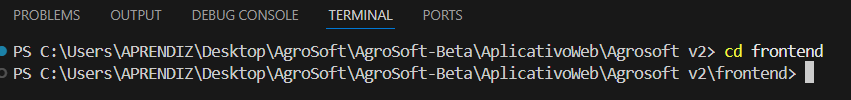 PROBLEMS OUTPUT DEBUG CONSOLE TERMINAL PORTS
PS C:\Users\APRENDIZ\Desktop\AgroSoft\AgroSoft-Beta\AplicativoWeb\Agrosoft v2> cd frontend
PS C:\Users\APRENDIZ\Desktop\AgroSoft\AgroSoft-Beta\AplicativoWeb\Agrosoft v2\frontend>